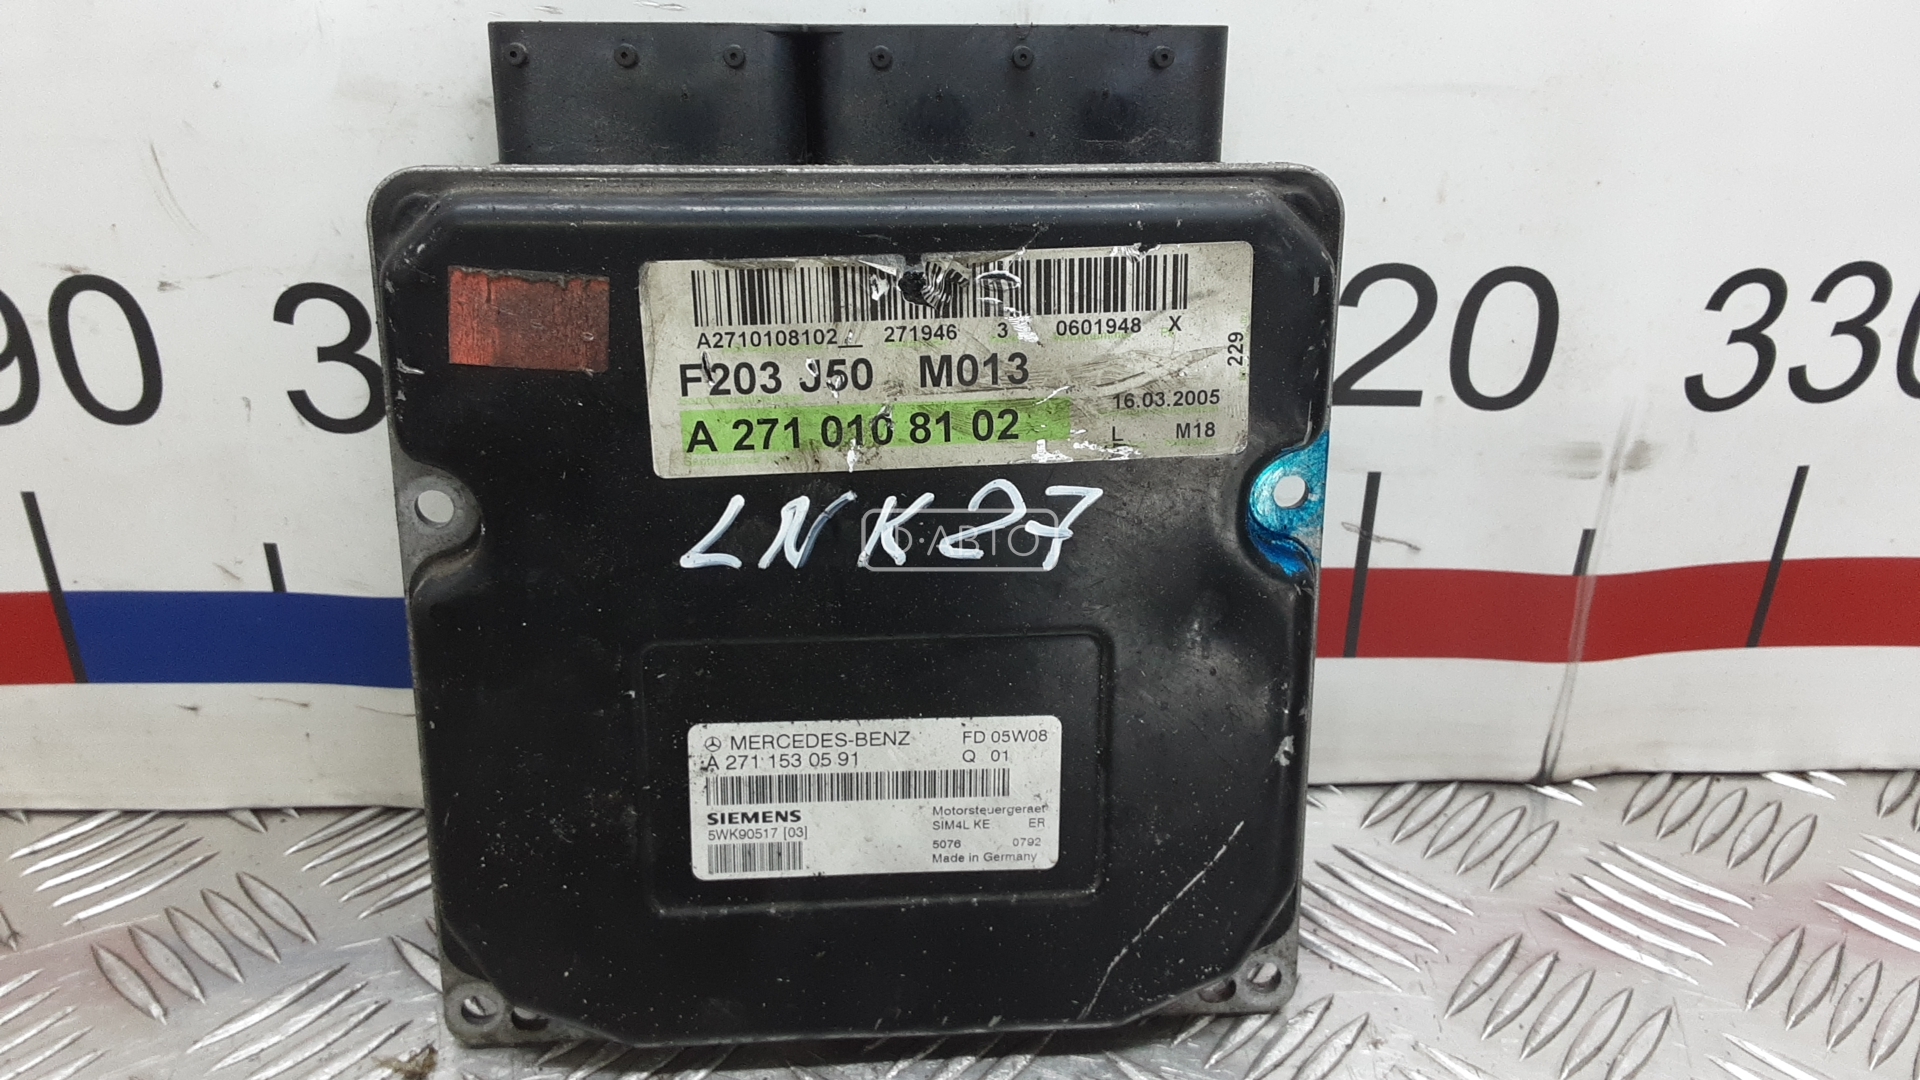 A2710108102 271946 3 0601948 X
F203 J50 M013
229
A 271 010 81 02
16.03.2005
L M18
LNK27
D·АВТО
90 3 20 330
MERCEDES-BENZ FD 05W08
A 271 153 05 91 Q 01
SIEMENS Motorsteuergeraet
5WK90517 [03] SIM4L KE ER
5076 0792
Made in Germany